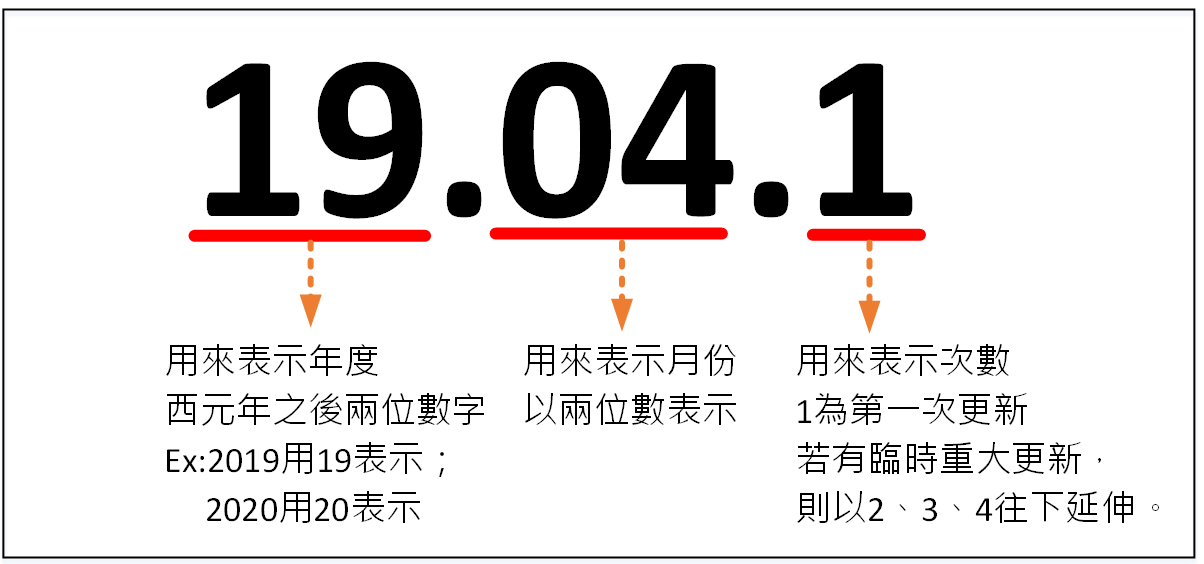 19.04.1
用來表示年度
西元年之後兩位數字
Ex:2019用19表示；
2020用20表示
用來表示月份
以兩位數表示
用來表示次數
1為第一次更新
若有臨時重大更新，
則以2、3、4往下延伸。